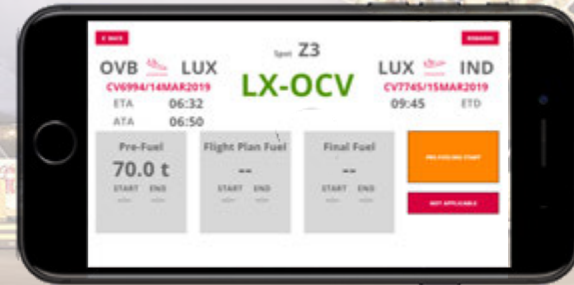 < BACK
REMARKS
Spot Z3
OVB LUX
LX-OCV
LUX IND
CV6994/14MAR2019
CV7745/15MAR2019
ETA 06:32
09:45 ETD
ATA 06:50
Pre-Fuel
Flight Plan Fuel
Final Fuel
PRE-FUELING START
70.0 t
--
--
START END
START END
START END
--:-- --:--
--:-- --:--
--:-- --:--
NOT APPLICABLE